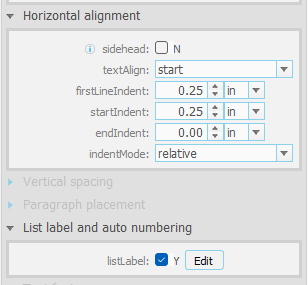 Horizontal alignment
sidehead: N
textAlign: start
firstLineIndent: 0.25 in
startIndent: 0.25 in
endIndent: 0.00 in
indentMode: relative
Vertical spacing
Paragraph placement
List label and auto numbering
listLabel: Y Edit